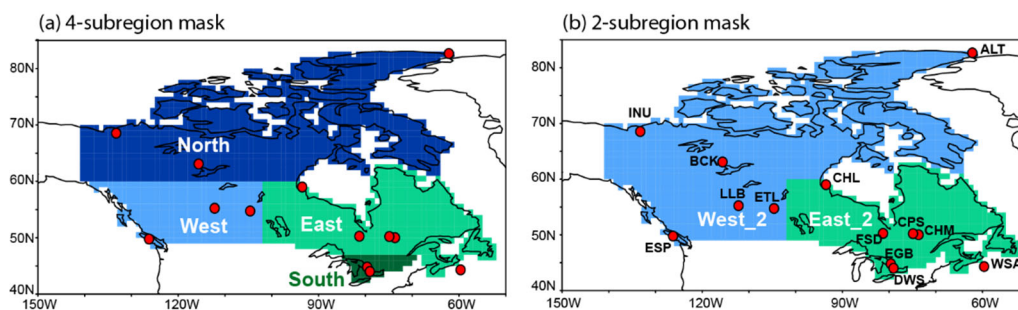 (a) 4-subregion mask
80N
70N
60N
50N
40N
150W
120W
90W
60W
North
West
East
South
(b) 2-subregion mask
80N
70N
60N
50N
40N
150W
120W
90W
60W
ALT
INU
BCK
CHL
LLB
ETL
West_2
East_2
CPS
ESP
FSD
CHM
EGB
WSA
DWS